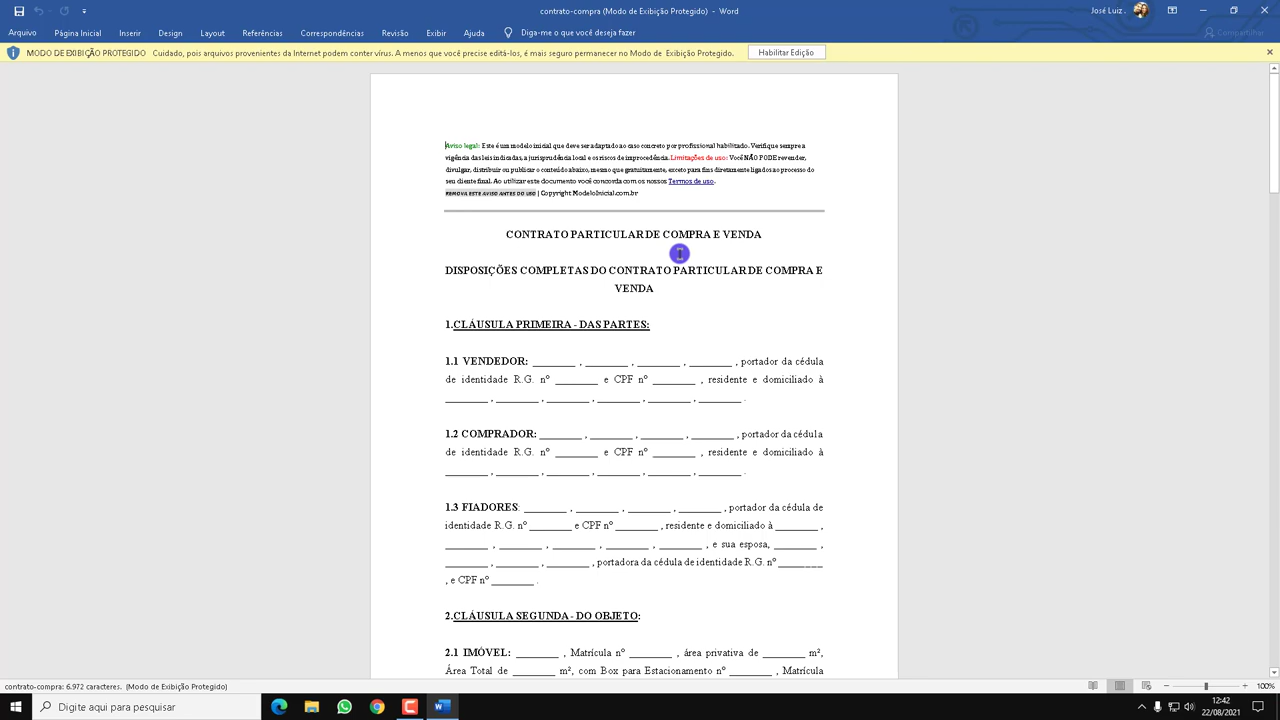 contrato-compra (Modo de Exibição Protegido) - Word
José Luiz .
Arquivo Página Inicial Inserir Design Layout Referências Correspondências Revisão Exibir Ajuda Diga-me o que você deseja fazer
Compartilhar
MODO DE EXIBIÇÃO PROTEGIDO Cuidado, pois arquivos provenientes da Internet podem conter vírus. A menos que você precise editá-los, é mais seguro permanecer no Modo de Exibição Protegido. Habilitar Edição
Aviso legal: Este é um modelo inicial que deve ser adaptado ao caso concreto por profissional habilitado. Verifique sempre a
vigência das leis indicadas, a jurisprudência local e os riscos de improcedência. Limitações de uso: Você NÃO PODE revender,
divulgar, distribuir ou publicar o conteúdo abaixo, mesmo que gratuitamente, exceto para fins diretamente ligados ao processo do
seu cliente final. Ao utilizar este documento você concorda com os nossos Termos de uso.
REMOVA ESTE AVISO ANTES DO USO | Copyright ModeloInicial.com.br
CONTRATO PARTICULAR DE COMPRA E VENDA
DISPOSIÇÕES COMPLETAS DO CONTRATO PARTICULAR DE COMPRA E
VENDA
1.CLÁUSULA PRIMEIRA - DAS PARTES:
1.1 VENDEDOR: ________ , ________ , ________ , ________ , portador da cédula
de identidade R.G. nº ________ e CPF nº ________ , residente e domiciliado à
________ , ________ , ________ , ________ , ________ , ________ .
1.2 COMPRADOR: ________ , ________ , ________ , ________ , portador da cédula
de identidade R.G. nº ________ e CPF nº ________ , residente e domiciliado à
________ , ________ , ________ , ________ , ________ , ________ .
1.3 FIADORES: ________ , ________ , ________ , ________ , portador da cédula de
identidade R.G. nº ________ e CPF nº ________ , residente e domiciliado à ________ ,
________ , ________ , ________ , ________ , ________ , e sua esposa, ________ ,
________ , ________ , ________ , portadora da cédula de identidade R.G. nº ________
, e CPF nº ________ .
2.CLÁUSULA SEGUNDA - DO OBJETO:
2.1 IMÓVEL: ________ , Matrícula nº ________ , área privativa de ________ m²,
Área Total de ________ m², com Box para Estacionamento nº ________ , Matrícula
contrato-compra: 6.972 caracteres. (Modo de Exibição Protegido)
100%
Digite aqui para pesquisar
12:42
22/08/2021